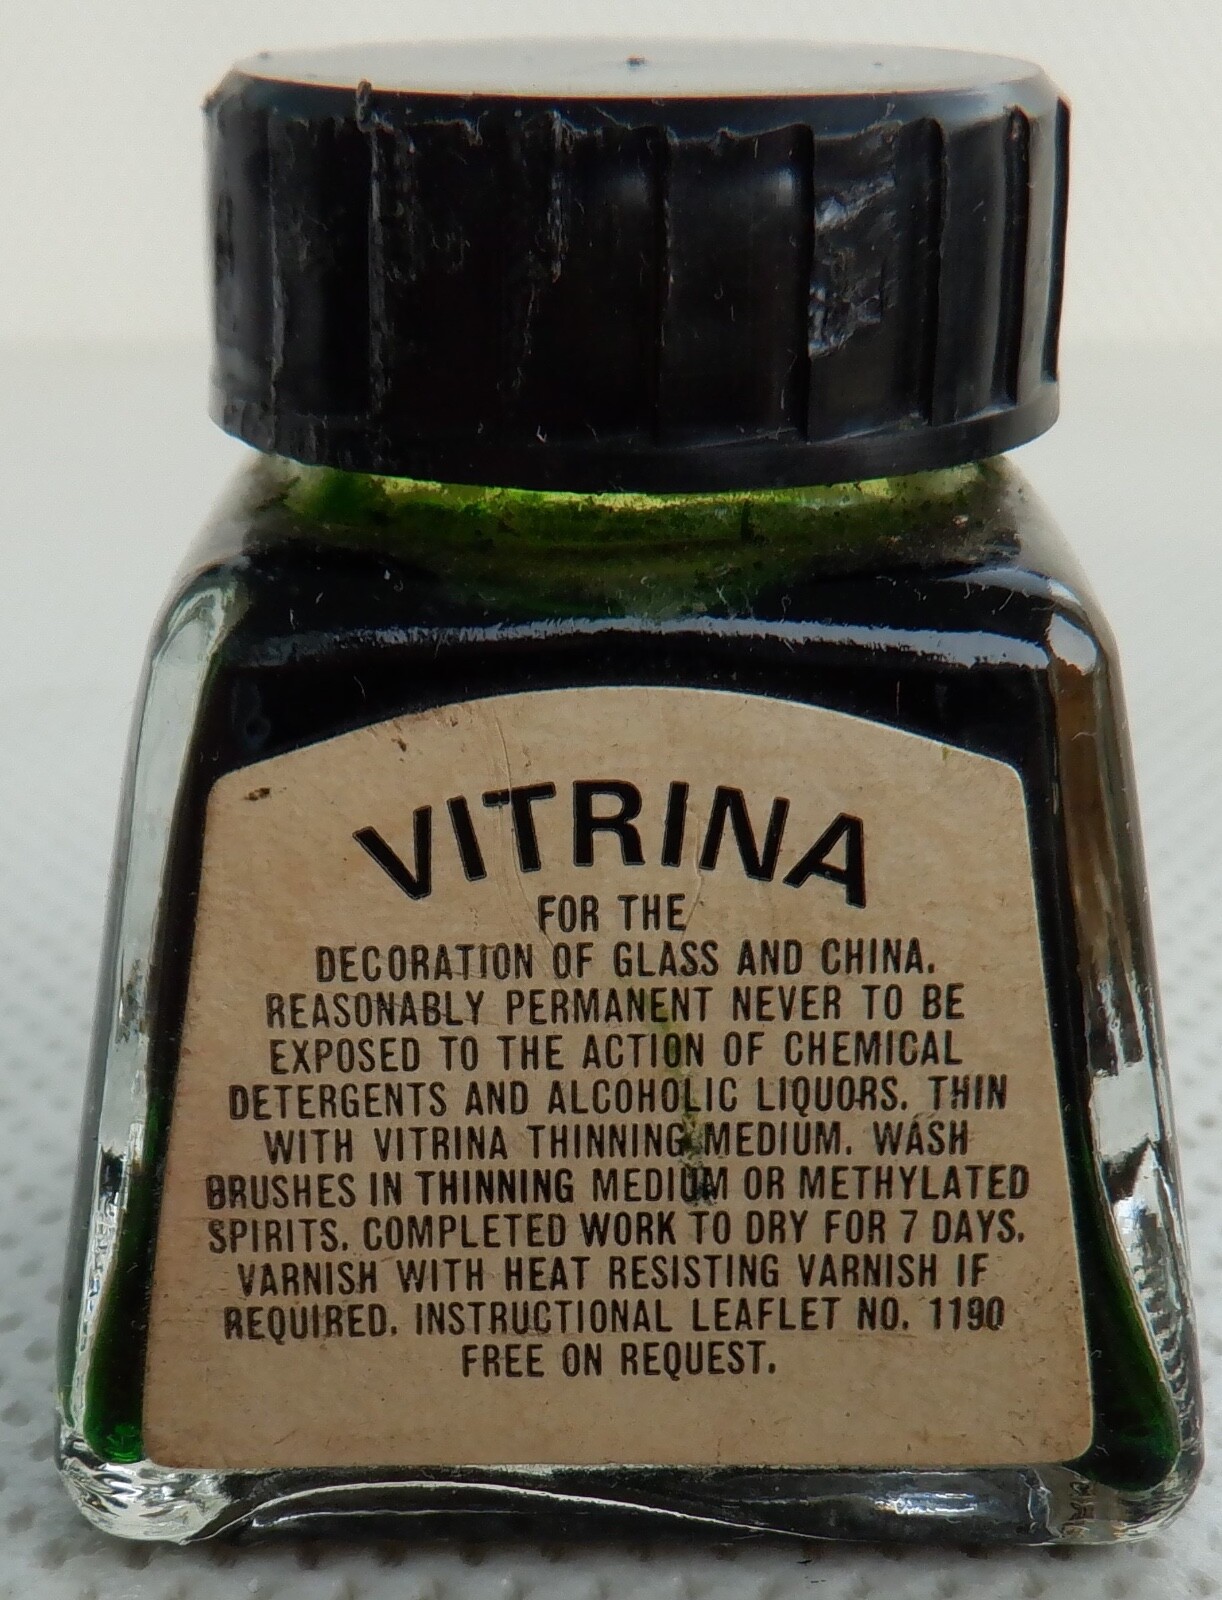 VITRINA
FOR THE
DECORATION OF GLASS AND CHINA.
REASONABLY PERMANENT NEVER TO BE
EXPOSED TO THE ACTION OF CHEMICAL
DETERGENTS AND ALCOHOLIC LIQUORS. THIN
WITH VITRINA THINNING MEDIUM. WASH
BRUSHES IN THINNING MEDIUM OR METHYLATED
SPIRITS. COMPLETED WORK TO DRY FOR 7 DAYS.
VARNISH WITH HEAT RESISTING VARNISH IF
REQUIRED. INSTRUCTIONAL LEAFLET NO. 1190
FREE ON REQUEST.